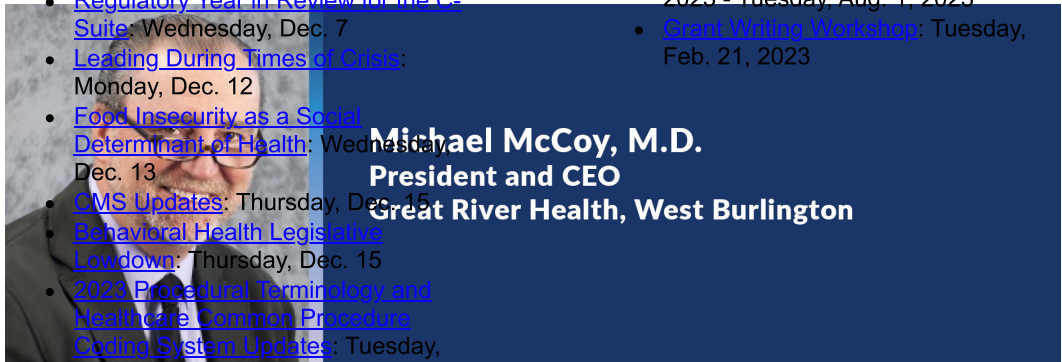 Regulatory Year in Review for the C-
Suite: Wednesday, Dec. 7
Leading During Times of Crisis:
Monday, Dec. 12
Food Insecurity as a Social
Determinant of Health: Wednesday,
Dec. 13
CMS Updates: Thursday, Dec. 15
Behavioral Health Legislative
Lowdown: Thursday, Dec. 15
2023 Procedural Terminology and
Healthcare Common Procedure
Coding System Updates: Tuesday,
2023 - Tuesday, Aug. 1, 2023
Grant Writing Workshop: Tuesday,
Feb. 21, 2023
Michael McCoy, M.D.
President and CEO
Great River Health, West Burlington